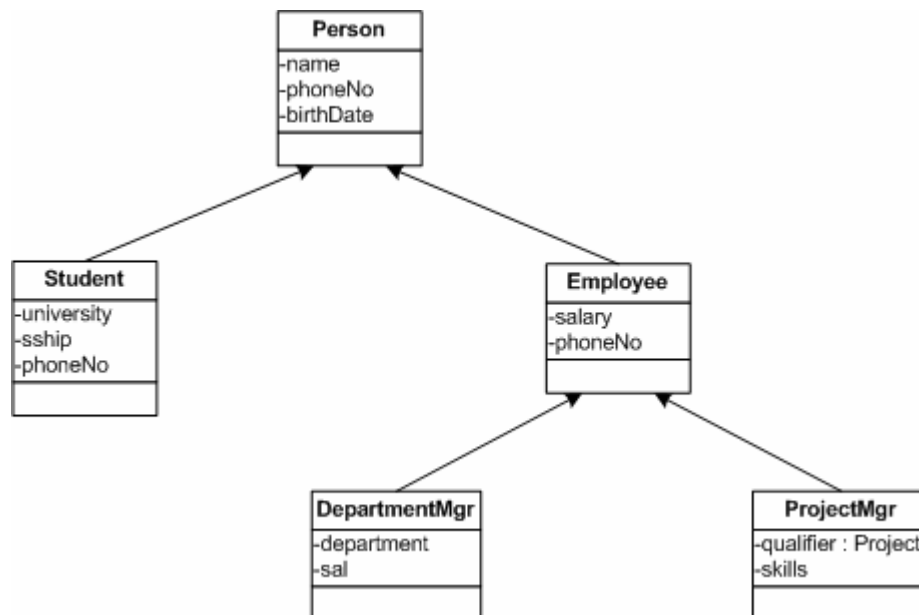 Person
-name
-phoneNo
-birthDate
Student
-university
-sship
-phoneNo
Employee
-salary
-phoneNo
DepartmentMgr
-department
-sal
ProjectMgr
-qualifier : Project
-skills